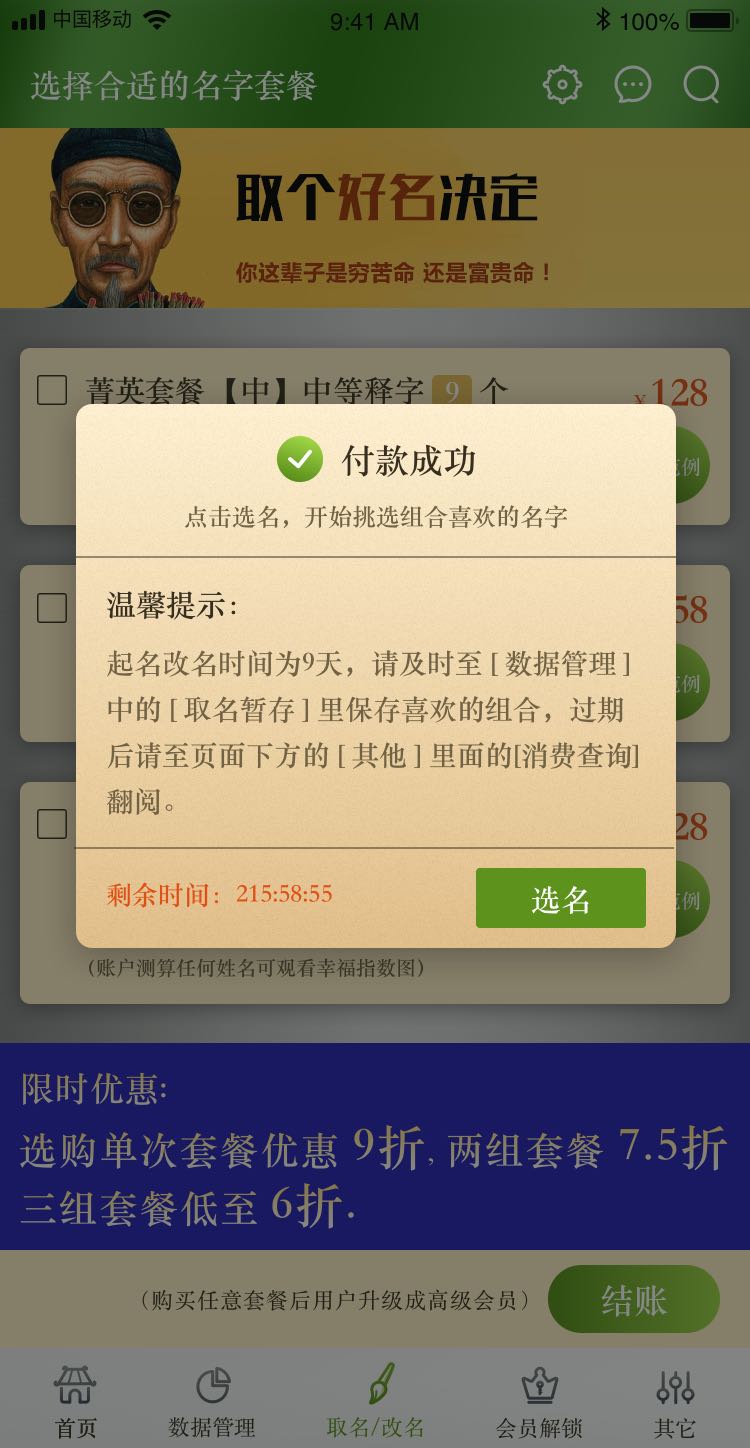 中国移动 9:41 AM 100%
选择合适的名字套餐
取个好名决定
你这辈子是穷苦命 还是富贵命！
菁英套餐 【中】中等释字 9 个 ¥128
例
付款成功
点击选名，开始挑选组合喜欢的名字
温馨提示：
58
起名改名时间为9天，请及时至 [ 数据管理 ]
例
中的 [ 取名暂存 ] 里保存喜欢的组合，过期
后请至页面下方的 [ 其他 ] 里面的[消费查询]
翻阅。
28
剩余时间：215:58:55
选名
例
（账户测算任何姓名可观看幸福指数图）
限时优惠:
选购单次套餐优惠 9折, 两组套餐 7.5折
三组套餐低至 6折.
（购买任意套餐后用户升级成高级会员） 结账
首页 数据管理 取名/改名 会员解锁 其它